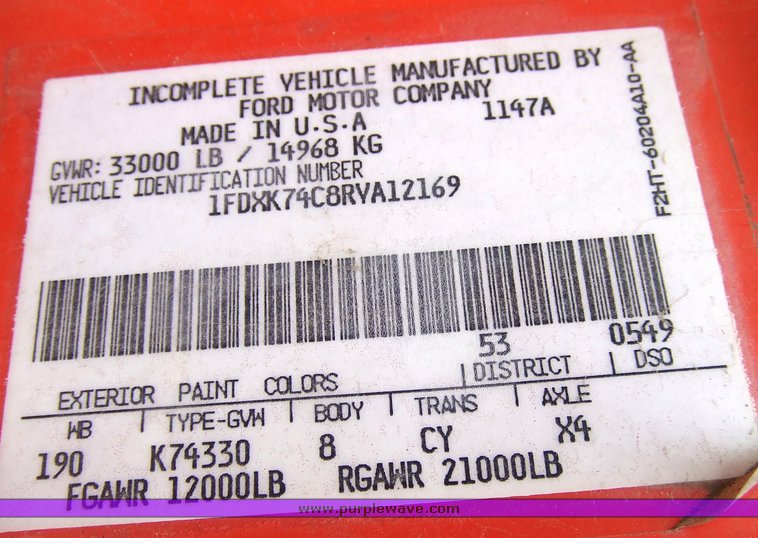 INCOMPLETE VEHICLE MANUFACTURED BY
FORD MOTOR COMPANY
1147A
MADE IN U.S.A
GVWR: 33000 LB / 14968 KG
VEHICLE IDENTIFICATION NUMBER
1FDXK74C8RVA12169
F2HT-60204A10-AA
53 0549
EXTERIOR PAINT COLORS DISTRICT DSO
WB TYPE-GVW BODY TRANS AXLE
190 K74330 8 CY X4
FGAWR 12000LB RGAWR 21000LB
www.purplewave.com